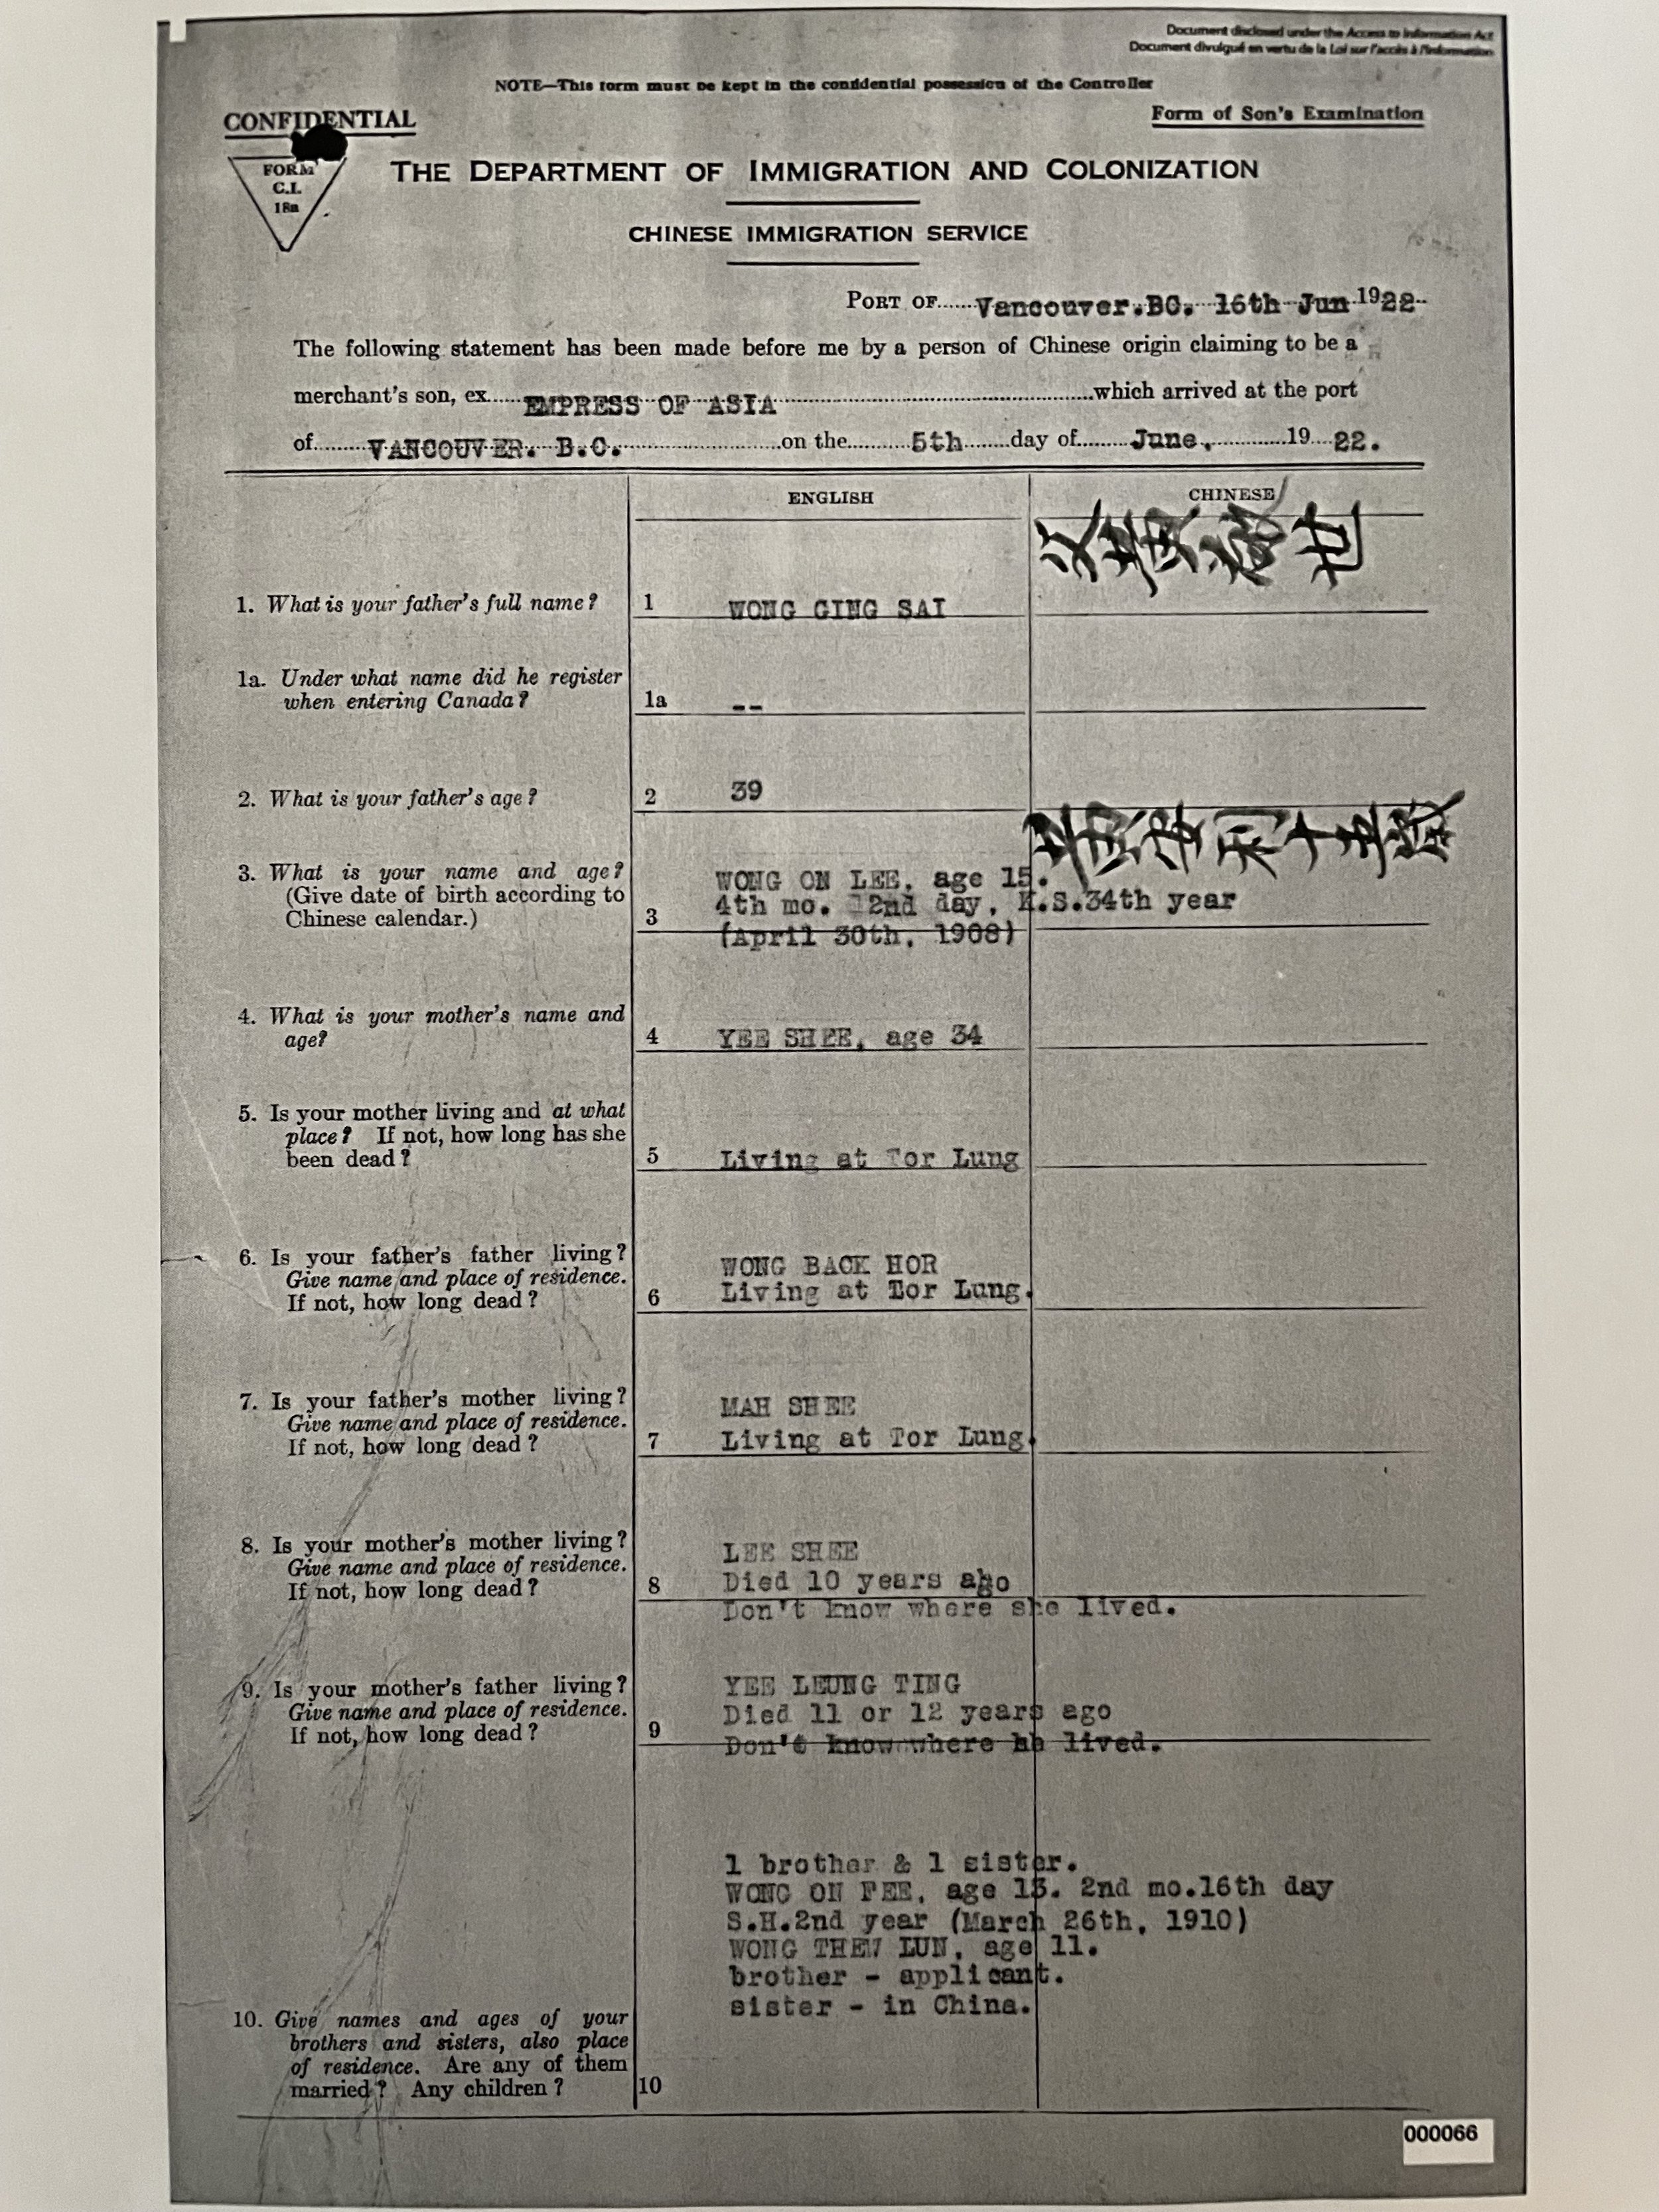 Document disclosed under the Access to Information Act
Document divulgué en vertu de la Loi sur l'accès à l'information
NOTE—This form must be kept in the confidential possession of the Controller
CONFIDENTIAL
Form of Son's Examination
FORM
C.I.
18a
THE DEPARTMENT OF IMMIGRATION AND COLONIZATION
CHINESE IMMIGRATION SERVICE
PORT OF......Vancouver.BC. 16th Jun 1922
The following statement has been made before me by a person of Chinese origin claiming to be a
merchant's son, ex......EMPRESS OF ASIA......which arrived at the port
of......VANCOUVER. B.C.......on the......5th......day of......June,......19....22.
ENGLISH
CHINESE
1. What is your father's full name?
1 WONG GING SAI
1a. Under what name did he register
when entering Canada?
1a --
2. What is your father's age?
2 39
3. What is your name and age?
(Give date of birth according to
Chinese calendar.)
3 WONG ON LEE, age 15.
4th mo. 2nd day, K.S.34th year
(April 30th, 1908)
4. What is your mother's name and
age?
4 YEE SHEE, age 34
5. Is your mother living and at what
place? If not, how long has she
been dead?
5 Living at Tor Lung
6. Is your father's father living?
Give name and place of residence.
If not, how long dead?
6 WONG BACK HOR
Living at Tor Lung.
7. Is your father's mother living?
Give name and place of residence.
If not, how long dead?
7 MAH SHEE
Living at Tor Lung.
8. Is your mother's mother living?
Give name and place of residence.
If not, how long dead?
8 LEE SHEE
Died 10 years ago
Don't know where she lived.
9. Is your mother's father living?
Give name and place of residence.
If not, how long dead?
9 YEE LEUNG TING
Died 11 or 12 years ago
Don't know where he lived.
1 brother & 1 sister.
WONG ON FEE, age 13. 2nd mo.16th day
S.H.2nd year (March 26th, 1910)
WONG THEW LUN, age 11.
brother - applicant.
sister - in China.
10. Give names and ages of your
brothers and sisters, also place
of residence. Are any of them
married? Any children?
10
000066